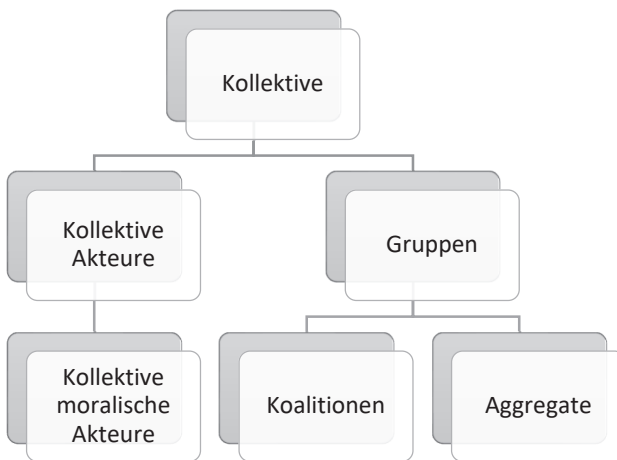 Kollektive
Kollektive
Akteure
Gruppen
Kollektive
moralische
Akteure
Koalitionen
Aggregate